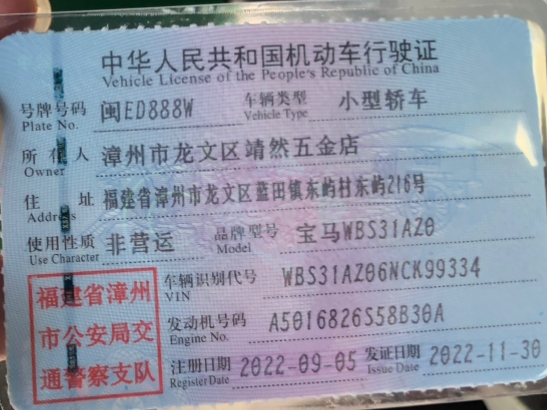 中华人民共和国机动车行驶证
Vehicle License of the People's Republic of China
号牌号码 闽ED888W 车辆类型 小型轿车
Plate No. Vehicle Type
所有人 漳州市龙文区靖然五金店
Owner
住址 福建省漳州市龙文区蓝田镇东屿村东屿216号
Address
使用性质 非营运 品牌型号 宝马WBS31AZ0
Use Character Model
福建省漳州
市公安局交
通警察支队
车辆识别代号 WBS31AZ06NCK99334
VIN
发动机号码 A5016826S58B30A
Engine No.
注册日期 2022-09-05 发证日期 2022-11-30
Register Date Issue Date